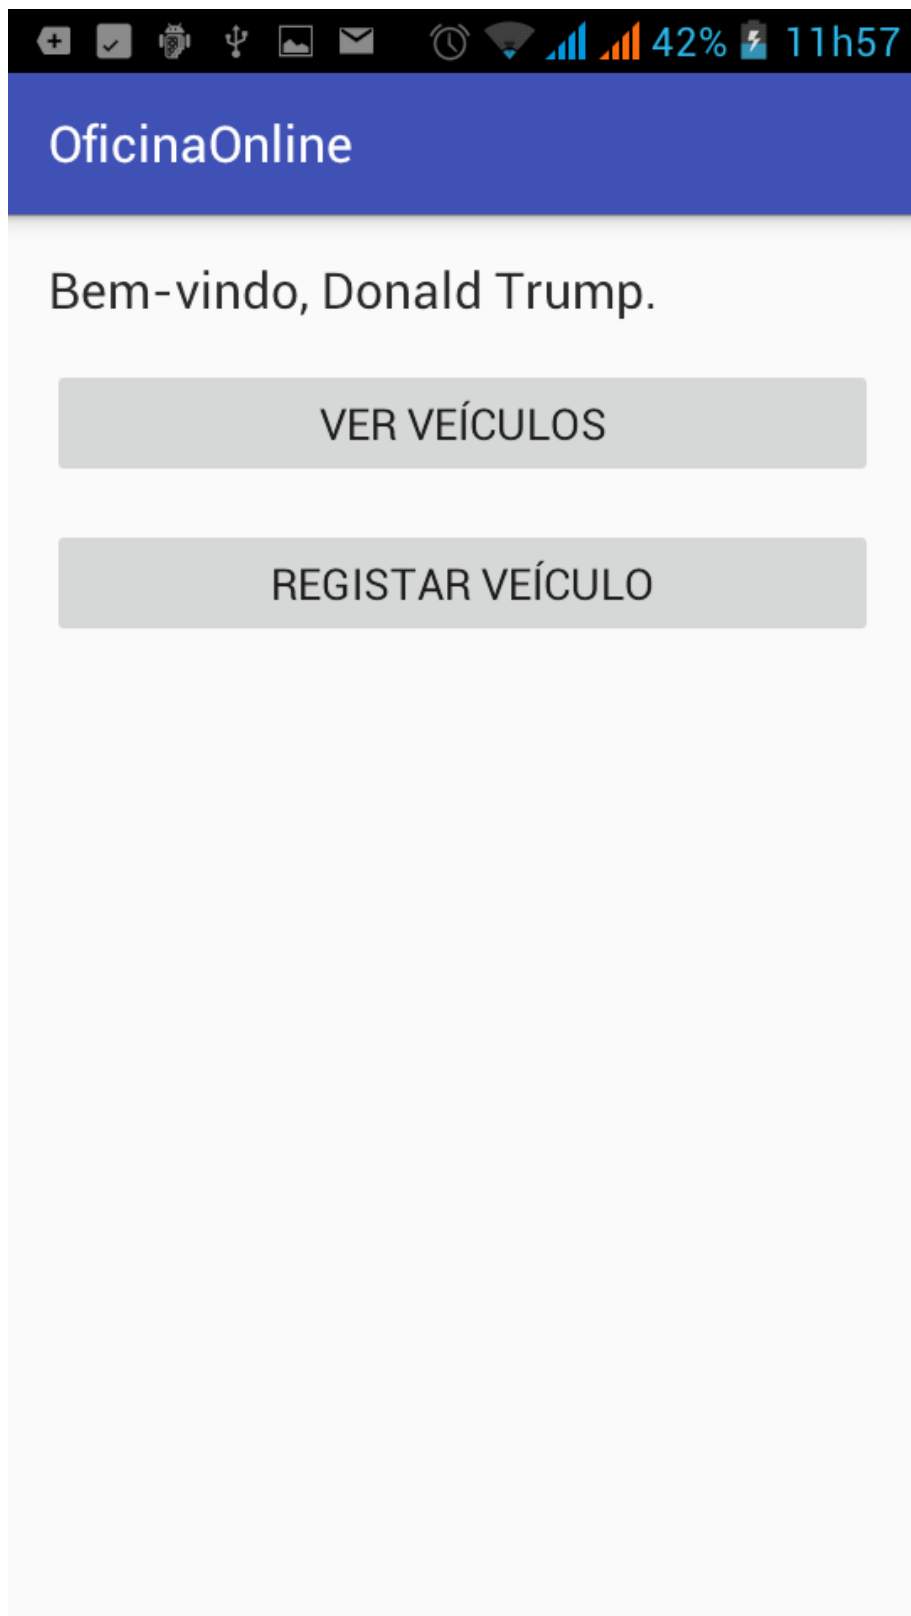 42% 11h57
OficinaOnline
Bem-vindo, Donald Trump.
VER VEÍCULOS
REGISTAR VEÍCULO